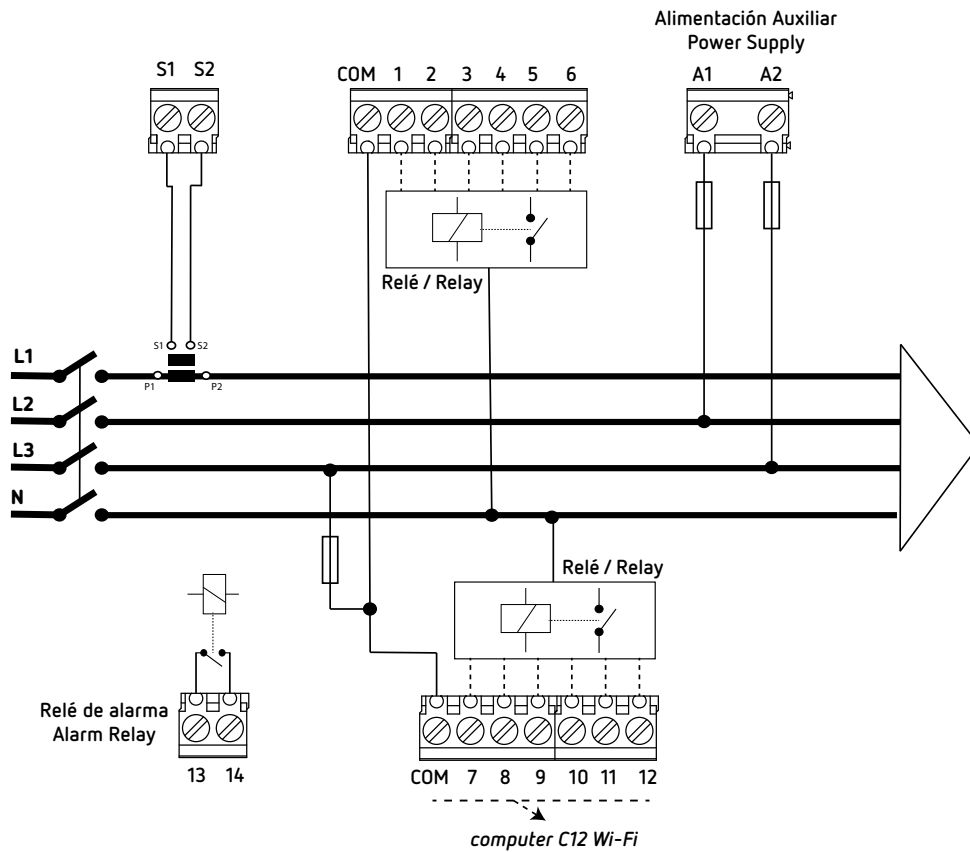 Alimentación Auxiliar
Power Supply
S1 S2
COM 1 2 3 4 5 6
A1 A2
Relé / Relay
S1 S2
L1
P1 P2
L2
L3
N
Relé / Relay
Relé de alarma
Alarm Relay
13 14
COM 7 8 9 10 11 12
computer C12 Wi-Fi